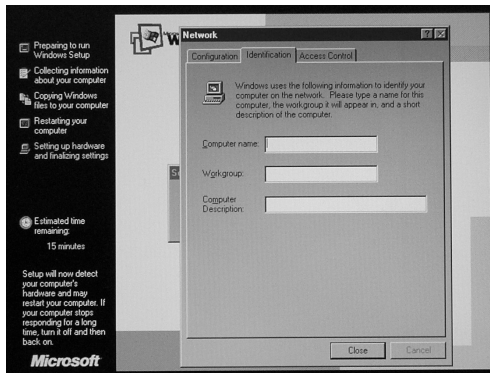 Preparing to run
Windows Setup
Collecting information
about your computer
Copying Windows
files to your computer
Restarting your
computer
Setting up hardware
and finalizing settings
Estimated time
remaining:
15 minutes
Setup will now detect
your computer's
hardware and may
restart your computer. If
your computer stops
responding for a long
time, turn it off and then
back on.
Microsoft
Network
Configuration
Identification
Access Control
Windows uses the following information to identify your
computer on the network. Please type a name for this
computer, the workgroup it will appear in, and a short
description of the computer.
Computer name:
Workgroup:
Computer
Description:
Close
Cancel